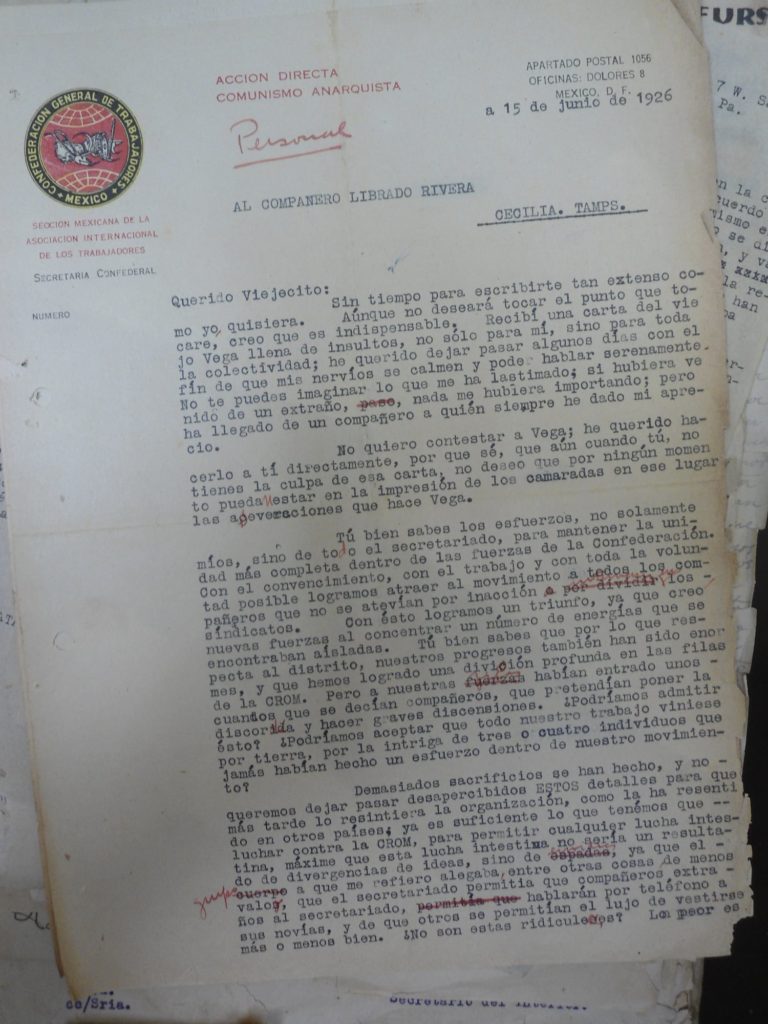 FURS
ACCION DIRECTA
COMUNISMO ANARQUISTA
APARTADO POSTAL 1056
OFICINAS: DOLORES 8
MEXICO, D. F.
a 15 de junio de 1926
Personal
CONFEDERACION GENERAL DE TRABAJADORES
MEXICO
SECCIÓN MEXICANA DE LA
ASOCIACION INTERNACIONAL
DE LOS TRABAJADORES
SECRETARIA CONFEDERAL
NUMERO
AL COMPANERO LIBRADO RIVERA
CECILIA. TAMPS.
Querido Viejecito:
Sin tiempo para escribirte tan extenso co-
mo yo quisiera. Aúnque no deseará tocar el punto que to-
care, creo que es indispensable. Recibí una carta del vie
jo Vega llena de insultos, no sólo para mí, sino para toda
la colectividad; he querido dejar pasar algunos días con el
fín de que mis nervios se calmen y poder hablar serenamente.
No te puedes imaginar lo que me ha lastimado; si hubiera ve
nido de un extraño, paso, nada me hubiera importando; pero
ha llegado de un compañero a quién siempre he dado mi apre-
cio.
No quiero contestar a Vega; he querido ha-
cerlo a tí directamente, por que sé, que aún cuando tú, no
tienes la culpa de esa carta, no deseo que por ningún momen
to puedanestar en la impresión de los camaradas en ese lugar
las aseveraciones que hace Vega.
Tú bien sabes los esfuerzos, no solamente
míos, sino de todo el secretariado, para mantener la uni-
dad más completa dentro de las fuerzas de la Confederación.
Con el convencimiento, con el trabajo y con toda la volun-
tad posible logramos atraer al movimiento a todos los com-
pañeros que no se atevían por inacción o por dividir los -
síndicatos. Con ésto logramos un triunfo, ya que creo
nuevas fuerzas al concentrar un número de energías que se
encontraban aisladas. Tú bien sabes que por lo que res-
pecta al distrito, nuestros progresos también han sido enor
mes, y que hemos logrado una división profunda en las filas
de la CROM. Pero a nuestras fuerzas habían entrado unos -
cuandos que se decían compañeros, que pretendían poner la
discordia y hacer graves discensiones. ¿Podríamos admitir
ésto? ¿Podríamos aceptar que todo nuestro trabajo viniese
por tierra, por la intriga de tres o cuatro individuos que
jamás habían hecho un esfuerzo dentro de nuestro movimien-
to?
Demasiados sacrificios se han hecho, y no -
queremos dejar pasar desapercibidos ESTOS detalles para que
más tarde lo resintiera la organización, como la ha resenti
do en otros países; ya es suficiente lo que tenémos que --
luchar contra la CROM, para permitir cualquier lucha intes-
tina, máxime que esta lucha intestina no sería un resulta-
do de divergencias de ideas, sino de espadas, ya que el -
grupo cuerpo a que me refiero alegaba, entre otras cosas de menos
valor, que el secretariado permitía que compañeros extra -
ños al secretariado, permitía que hablarán por teléfono a
sus novias, y de que otros se permitían el lujo de vestirse
más o menos bien. ¿No son estas ridiculeces? Lo peor es
7 W. S
Pa.
cc/Sria.
Secretario del Interior.